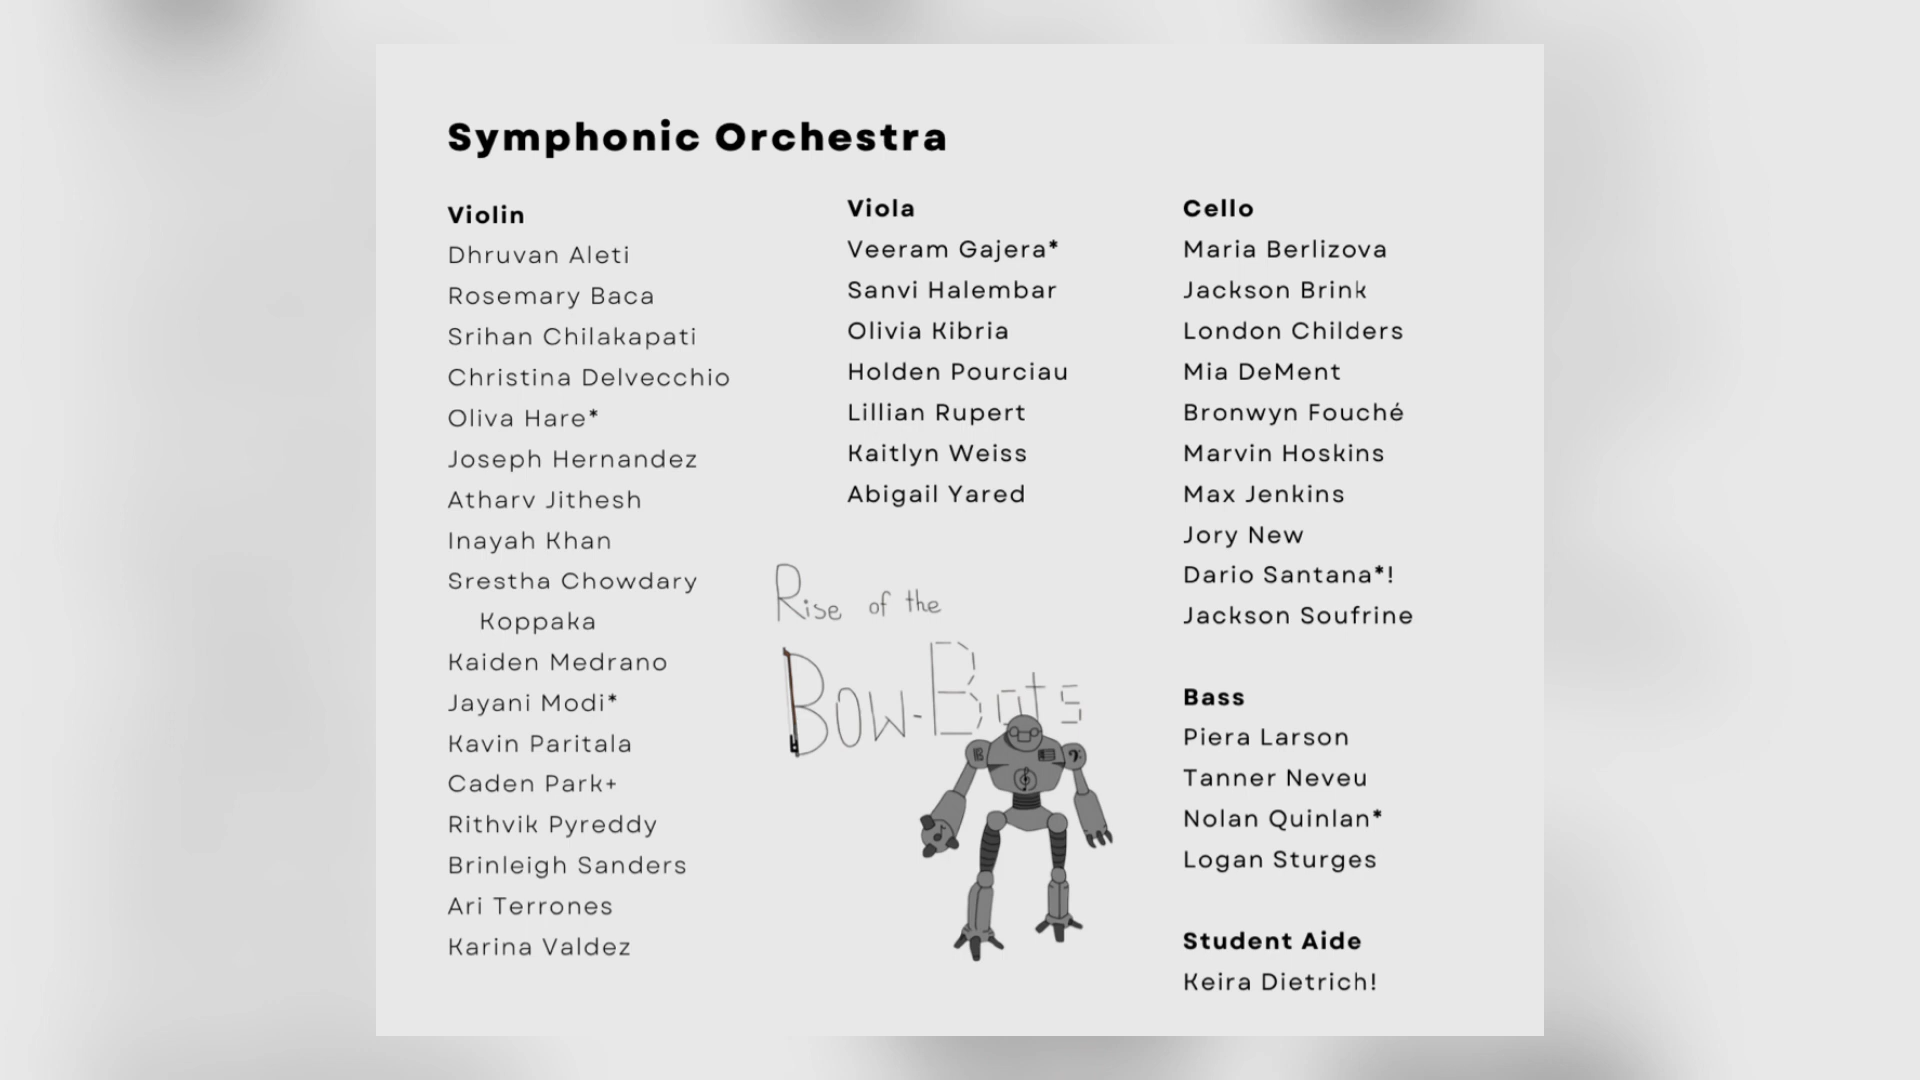 Symphonic Orchestra
Violin
Dhruvan Aleti
Rosemary Baca
Srihan Chilakapati
Christina Delvecchio
Oliva Hare*
Joseph Hernandez
Atharv Jithesh
Inayah Khan
Srestha Chowdary
Koppaka
Kaiden Medrano
Jayani Modi*
Kavin Paritala
Caden Park+
Rithvik Pyreddy
Brinleigh Sanders
Ari Terrones
Karina Valdez
Viola
Veeram Gajera*
Sanvi Halembar
Olivia Kibria
Holden Pourciau
Lillian Rupert
Kaitlyn Weiss
Abigail Yared
Rise of the
Bow-Bots
Cello
Maria Berlizova
Jackson Brink
London Childers
Mia DeMent
Bronwyn Fouché
Marvin Hoskins
Max Jenkins
Jory New
Dario Santana*!
Jackson Soufrine
Bass
Piera Larson
Tanner Neveu
Nolan Quinlan*
Logan Sturges
Student Aide
Keira Dietrich!